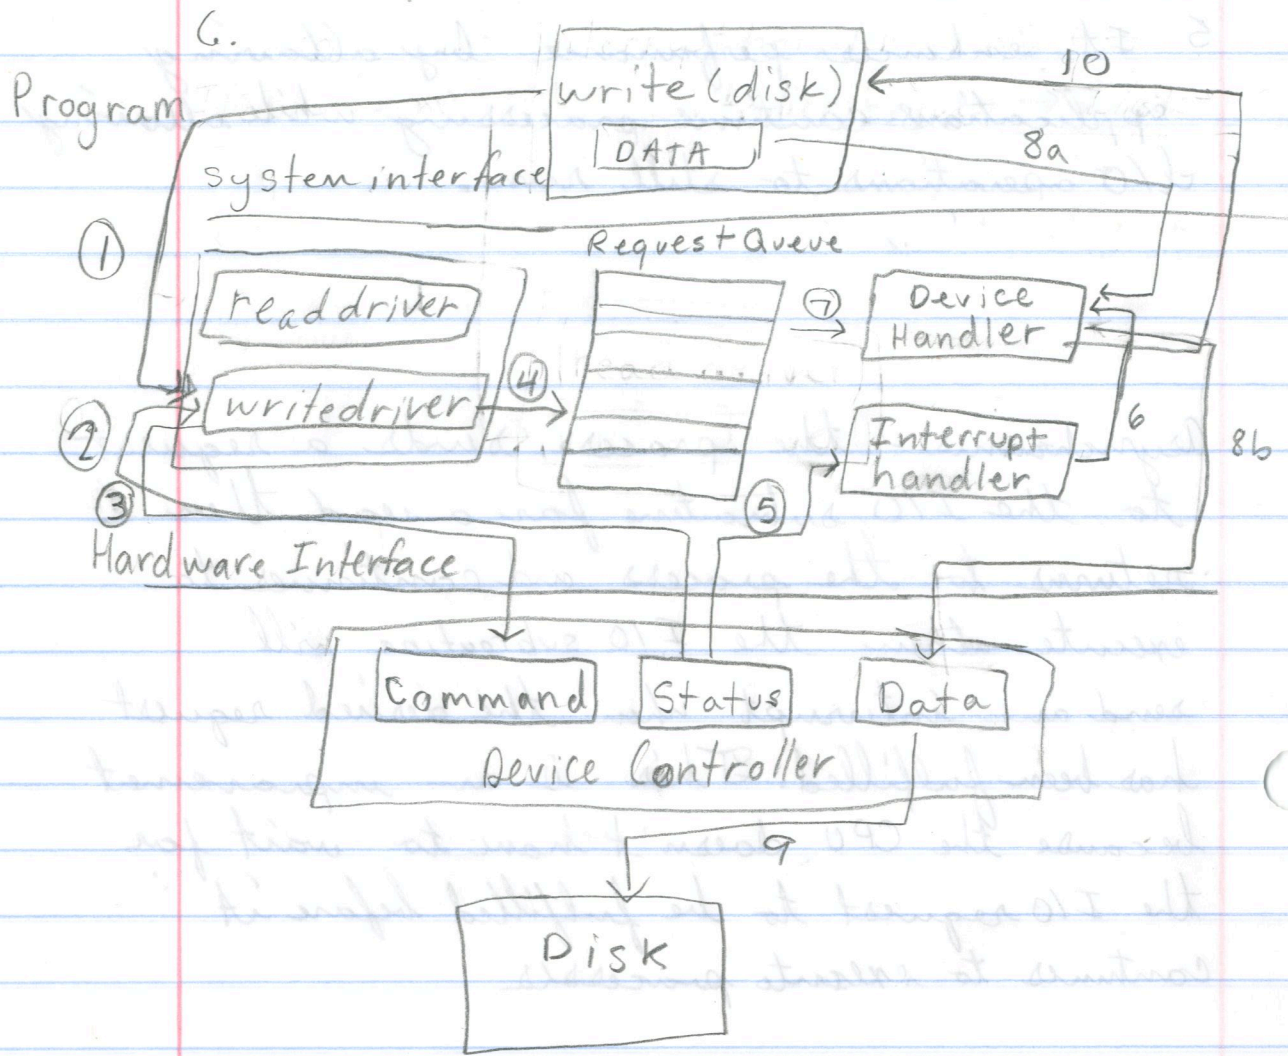 6.
write(disk)
10
Program
DATA
8a
system interface
Request Queue
1
read driver
7
Device
Handler
4
write driver
2
6
Interrupt
handler
8b
3
5
Hardware Interface
Command
Status
Data
Device Controller
9
Disk